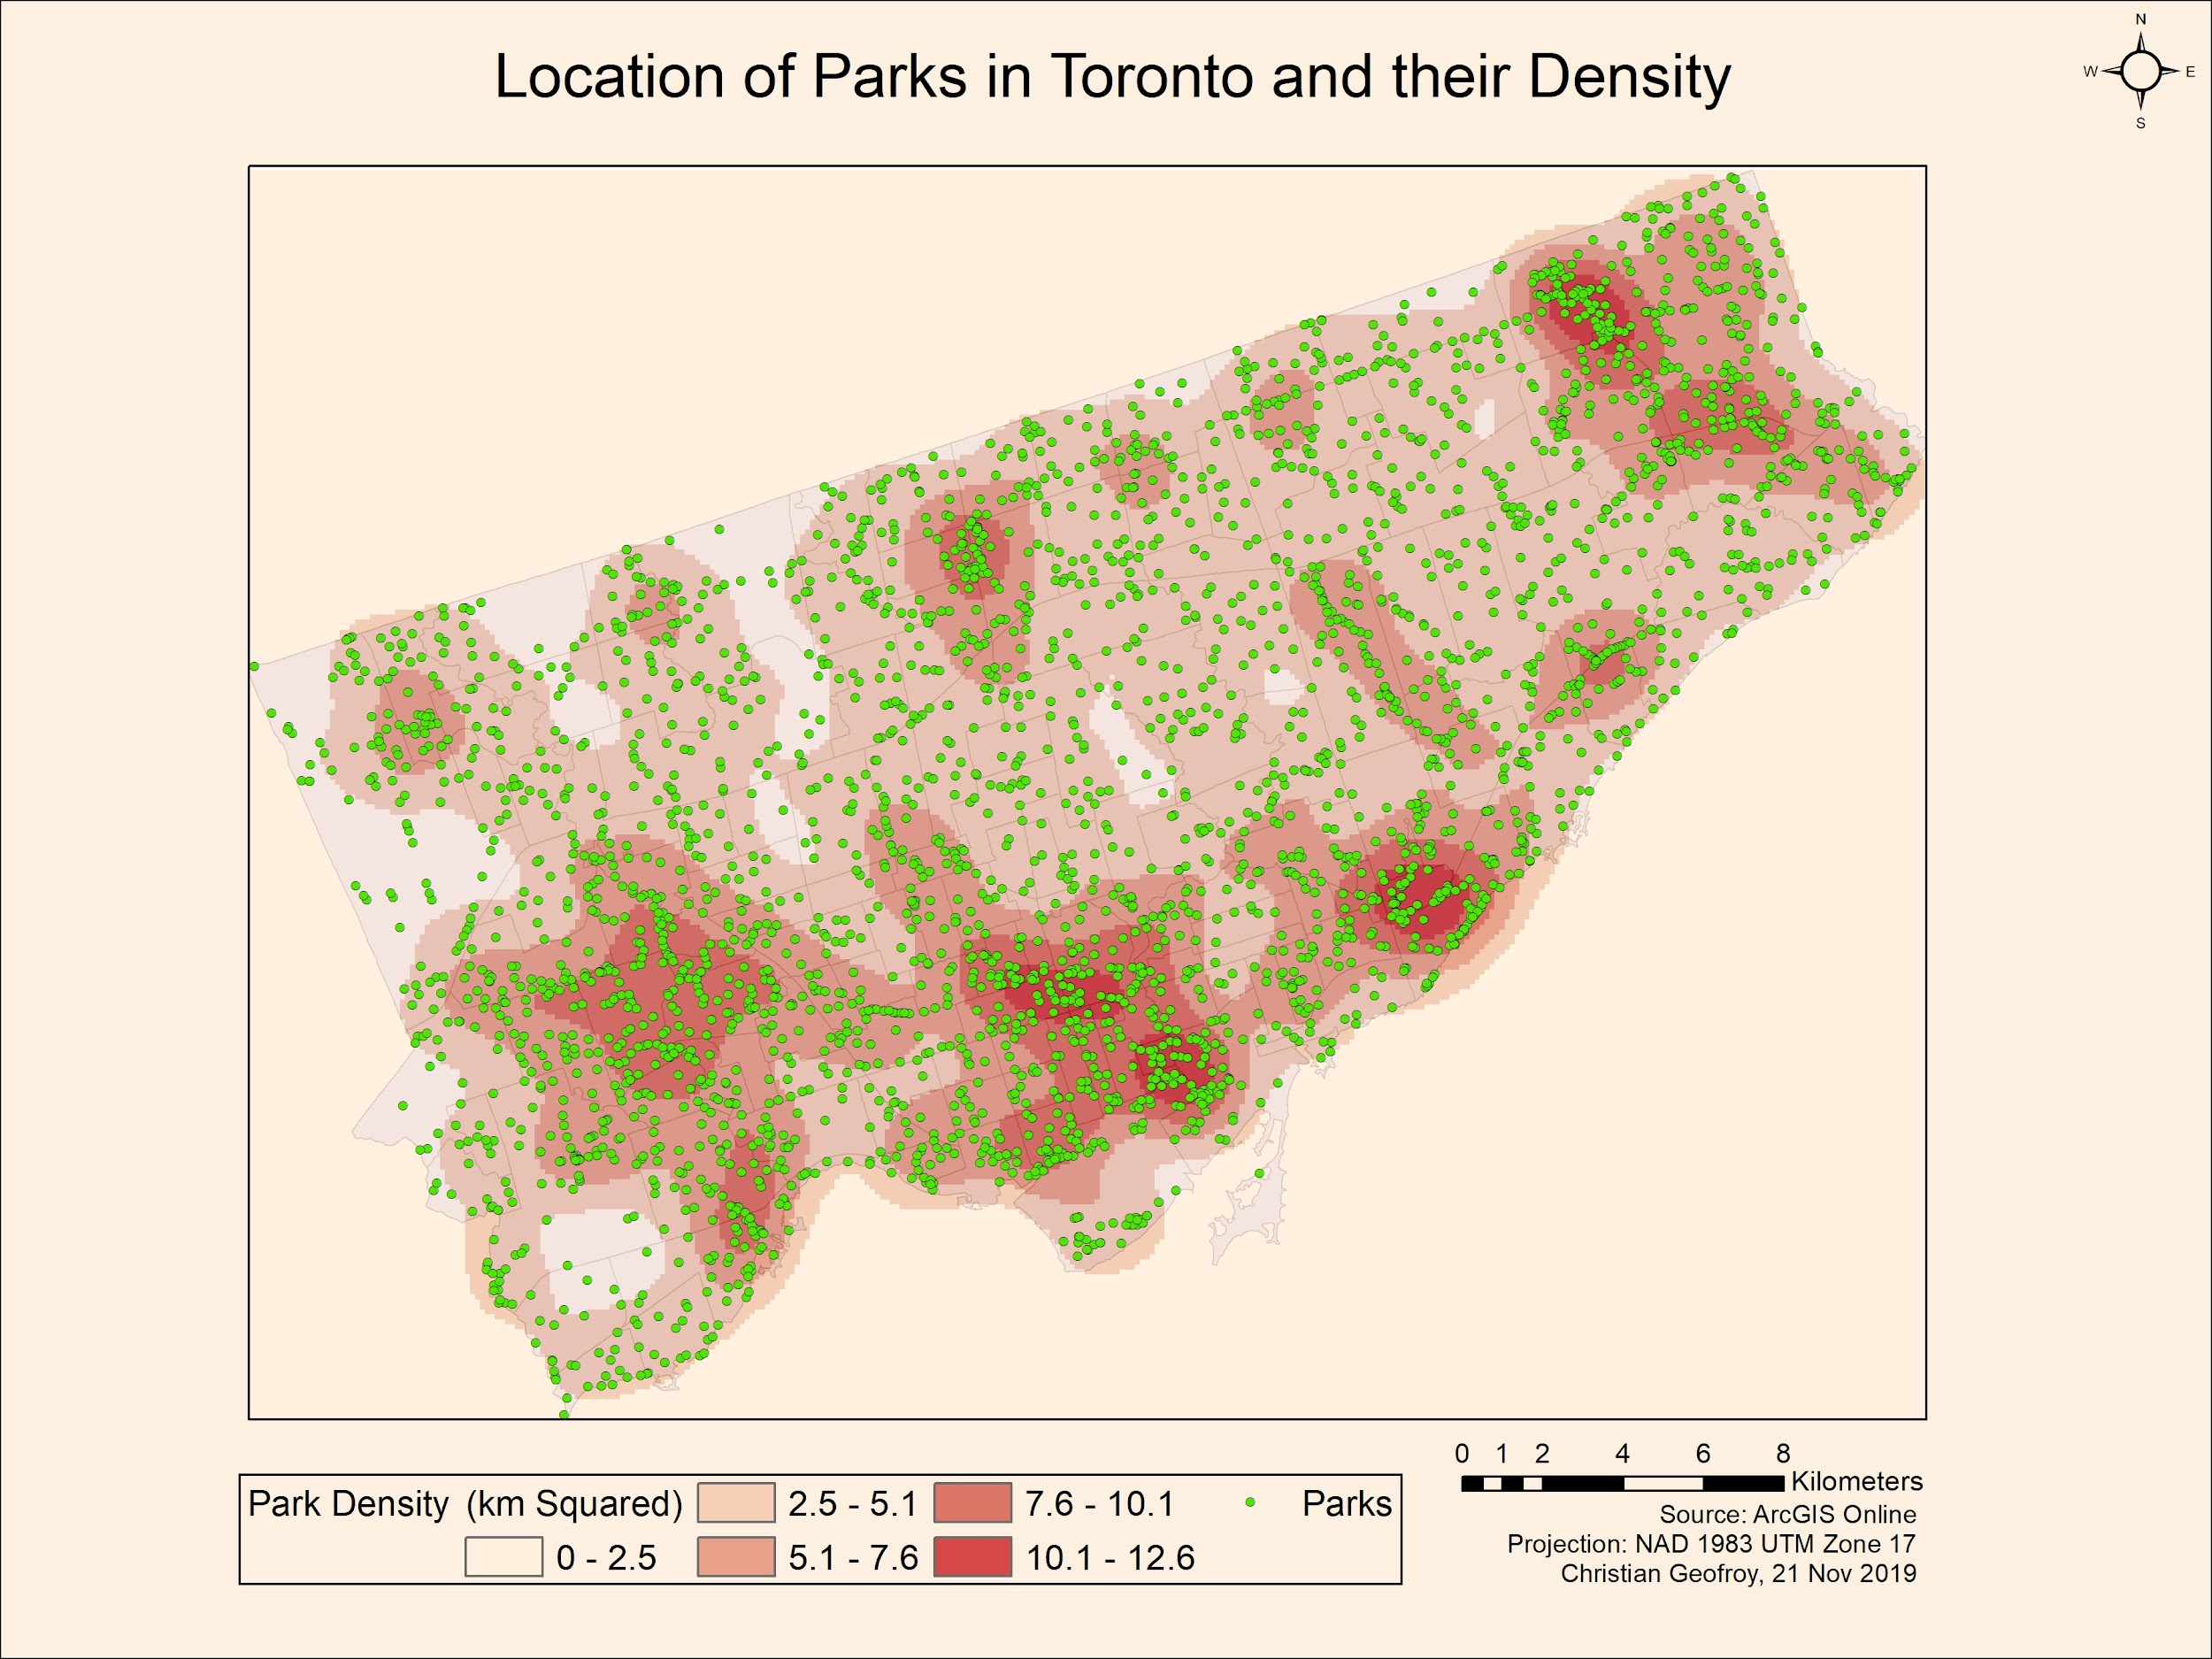 N
W E
S
Location of Parks in Toronto and their Density
0 1 2 4 6 8
Kilometers
Park Density (km Squared) 2.5 - 5.1 7.6 - 10.1 Parks
0 - 2.5 5.1 - 7.6 10.1 - 12.6
Source: ArcGIS Online
Projection: NAD 1983 UTM Zone 17
Christian Geofroy, 21 Nov 2019